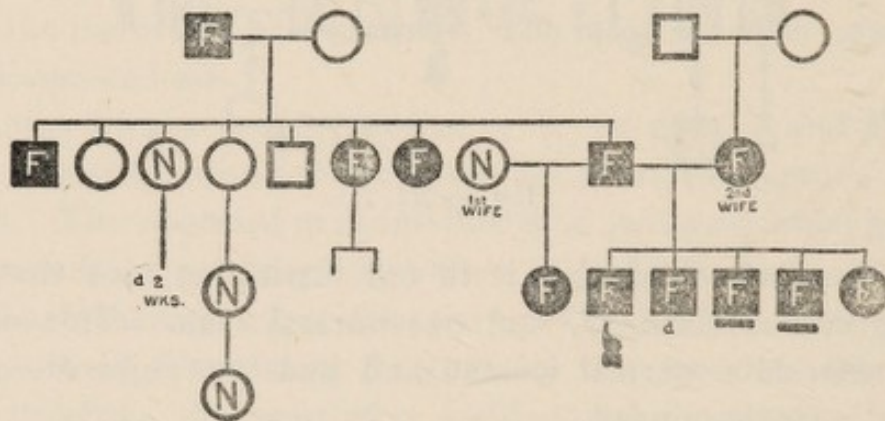 F
F N F F N F F
1st WIFE 2nd WIFE
d 2 WKS.
N F F F F F F
d
N